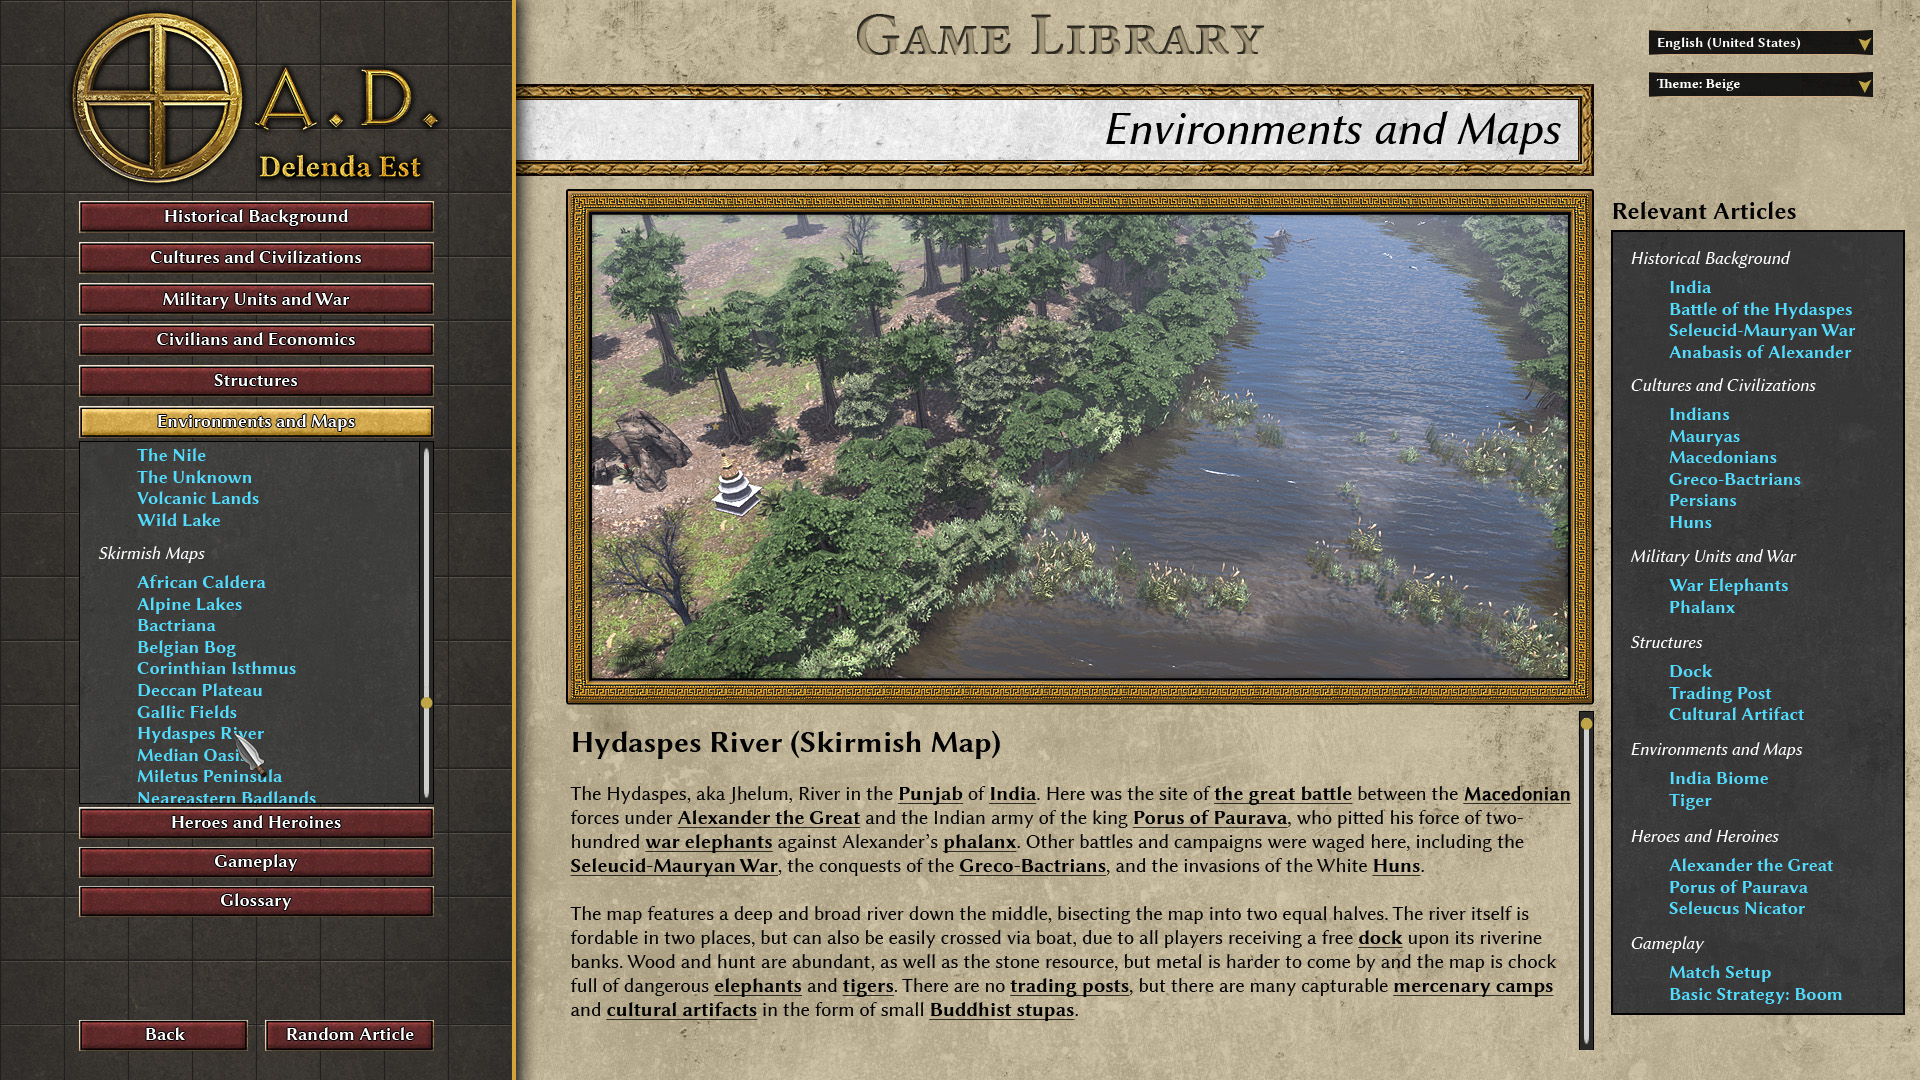 A. D.
Delenda Est
Historical Background
Cultures and Civilizations
Military Units and War
Civilians and Economics
Structures
Environments and Maps
The Nile
The Unknown
Volcanic Lands
Wild Lake
Skirmish Maps
African Caldera
Alpine Lakes
Bactriana
Belgian Bog
Corinthian Isthmus
Deccan Plateau
Gallic Fields
Hydaspes River
Median Oasis
Miletus Peninsula
Neareastern Badlands
Heroes and Heroines
Gameplay
Glossary
Back
Random Article
Game Library
Environments and Maps
Hydaspes River (Skirmish Map)
The Hydaspes, aka Jhelum, River in the Punjab of India. Here was the site of the great battle between the Macedonian
forces under Alexander the Great and the Indian army of the king Porus of Paurava, who pitted his force of two-
hundred war elephants against Alexander's phalanx. Other battles and campaigns were waged here, including the
Seleucid-Mauryan War, the conquests of the Greco-Bactrians, and the invasions of the White Huns.
The map features a deep and broad river down the middle, bisecting the map into two equal halves. The river itself is
fordable in two places, but can also be easily crossed via boat, due to all players receiving a free dock upon its riverine
banks. Wood and hunt are abundant, as well as the stone resource, but metal is harder to come by and the map is chock
full of dangerous elephants and tigers. There are no trading posts, but there are many capturable mercenary camps
and cultural artifacts in the form of small Buddhist stupas.
English (United States)
Theme: Beige
Relevant Articles
Historical Background
India
Battle of the Hydaspes
Seleucid-Mauryan War
Anabasis of Alexander
Cultures and Civilizations
Indians
Mauryas
Macedonians
Greco-Bactrians
Persians
Huns
Military Units and War
War Elephants
Phalanx
Structures
Dock
Trading Post
Cultural Artifact
Environments and Maps
India Biome
Tiger
Heroes and Heroines
Alexander the Great
Porus of Paurava
Seleucus Nicator
Gameplay
Match Setup
Basic Strategy: Boom